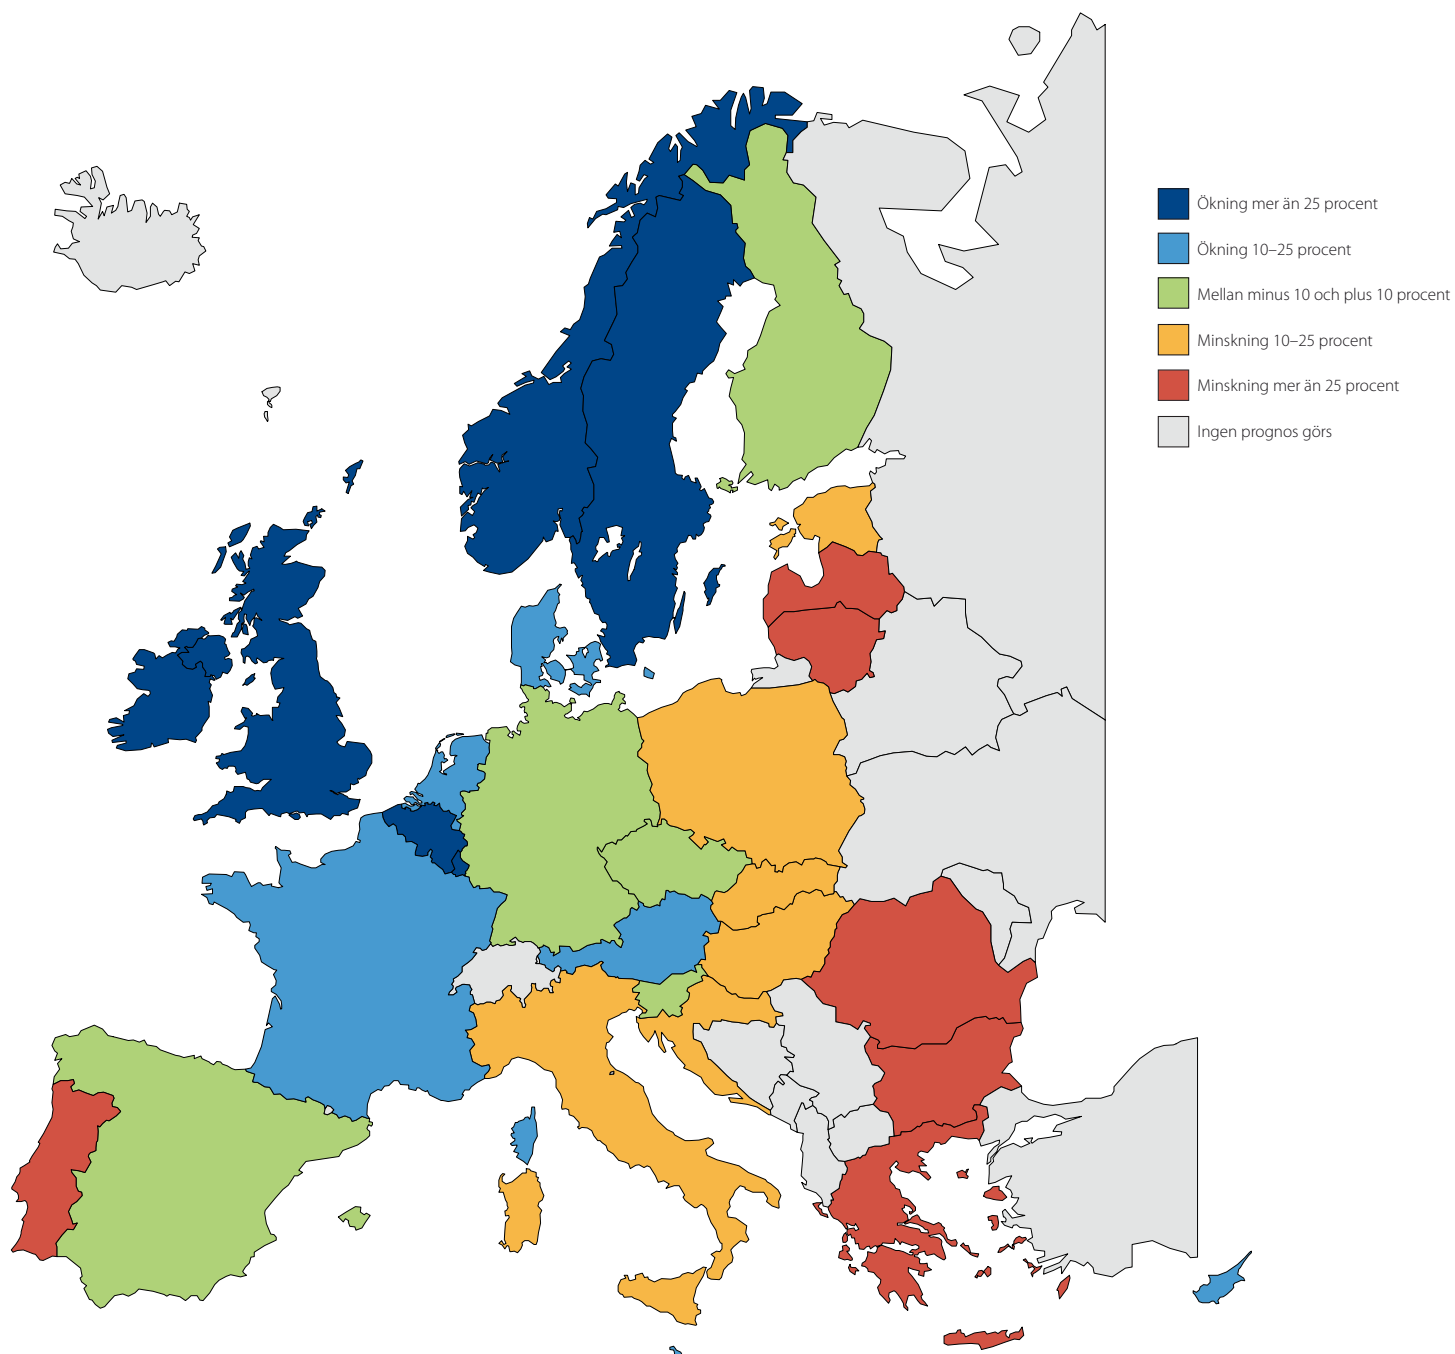 Ökning mer än 25 procent
Ökning 10–25 procent
Mellan minus 10 och plus 10 procent
Minskning 10–25 procent
Minskning mer än 25 procent
Ingen prognos görs